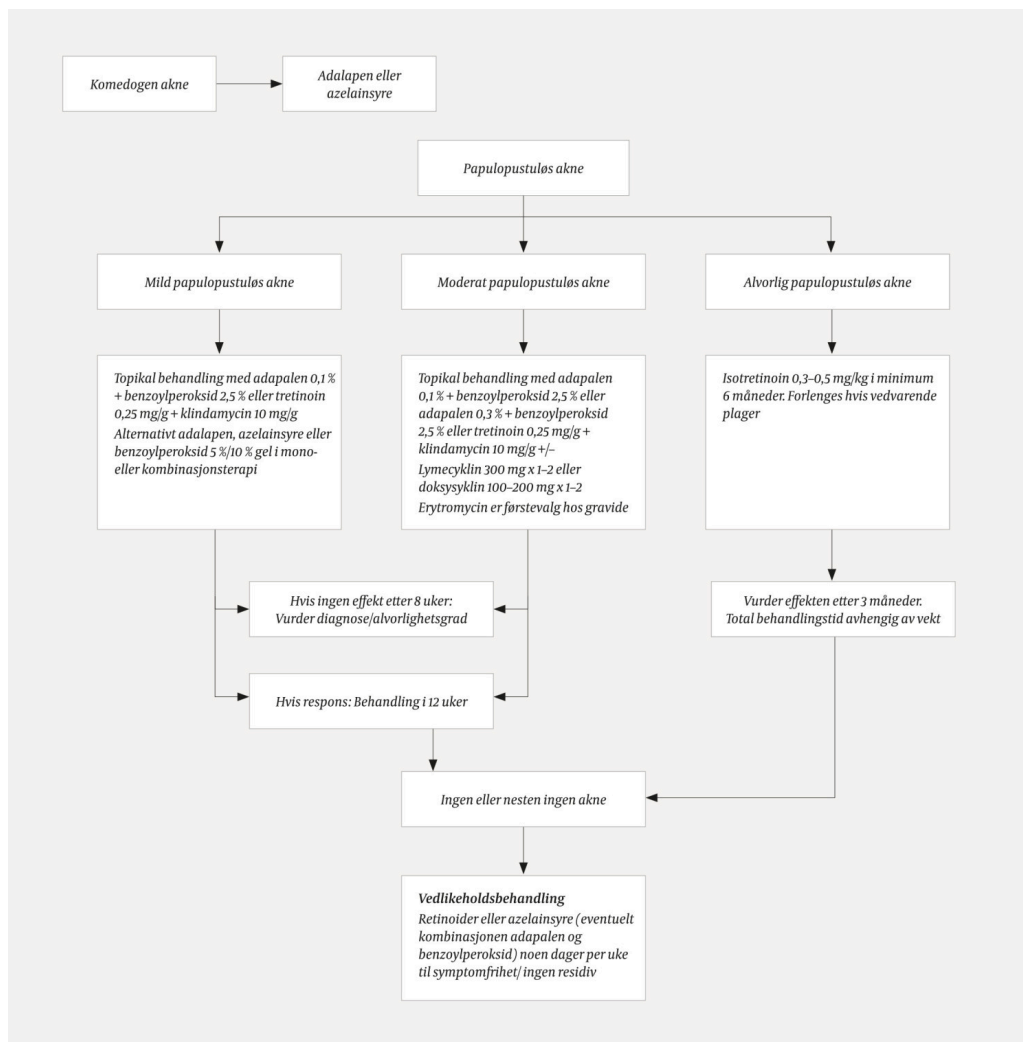 Komedogen akne
Adalapen eller
azelainsyre
Papulopustuløs akne
Mild papulopustuløs akne
Moderat papulopustuløs akne
Alvorlig papulopustuløs akne
Topikal behandling med adapalen 0,1 %
+ benzoylperoksid 2,5 % eller tretinoin
0,25 mg/g + klindamycin 10 mg/g
Alternativt adalapen, azelainsyre eller
benzoylperoksid 5 %/10 % gel i mono-
eller kombinasjonsterapi
Topikal behandling med adapalen
0,1 % + benzoylperoksid 2,5 % eller
adapalen 0,3 % + benzoylperoksid
2,5 % eller tretinoin 0,25 mg/g +
klindamycin 10 mg/g +/–
Lymecyklin 300 mg x 1–2 eller
doksysyklin 100–200 mg x 1–2
Erytromycin er førstevalg hos gravide
Isotretinoin 0,3–0,5 mg/kg i minimum
6 måneder. Forlenges hvis vedvarende
plager
Hvis ingen effekt etter 8 uker:
Vurder diagnose/alvorlighetsgrad
Vurder effekten etter 3 måneder.
Total behandlingstid avhengig av vekt
Hvis respons: Behandling i 12 uker
Ingen eller nesten ingen akne
Vedlikeholdsbehandling
Retinoider eller azelainsyre (eventuelt
kombinasjonen adapalen og
benzoylperoksid) noen dager per uke
til symptomfrihet/ ingen residiv